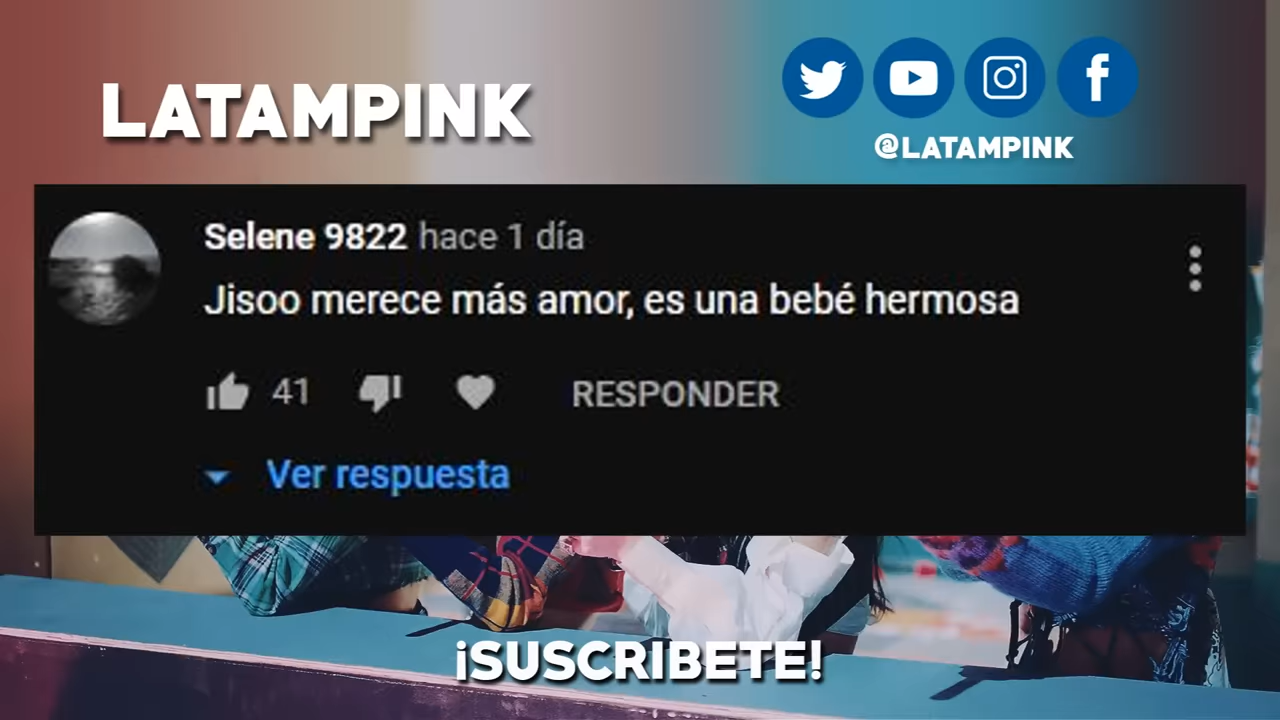 LATAMPINK
@LATAMPINK
Selene 9822 hace 1 día
Jisoo merece más amor, es una bebé hermosa
41 RESPONDER
Ver respuesta
¡SUSCRIBETE!